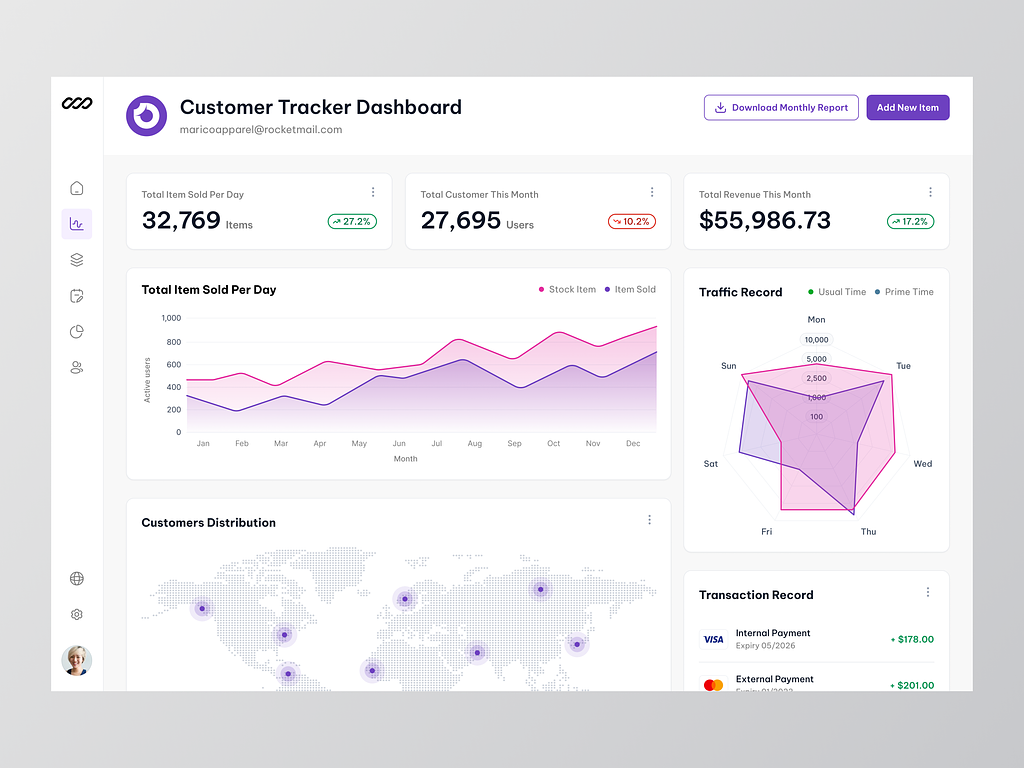 Customer Tracker Dashboard
maricoapparel@rocketmail.com
Download Monthly Report
Add New Item
Total Item Sold Per Day
32,769 Items
27.2%
Total Customer This Month
27,695 Users
10.2%
Total Revenue This Month
$55,986.73
17.2%
Total Item Sold Per Day
Stock Item
Item Sold
Active users
1,000
800
600
400
200
0
Jan
Feb
Mar
Apr
May
Jun
Jul
Aug
Sep
Oct
Nov
Dec
Month
Traffic Record
Usual Time
Prime Time
Mon
10,000
5,000
2,500
1,000
100
Sun
Tue
Sat
Wed
Fri
Thu
Customers Distribution
Transaction Record
VISA
Internal Payment
Expiry 05/2026
+ $178.00
External Payment
+ $201.00